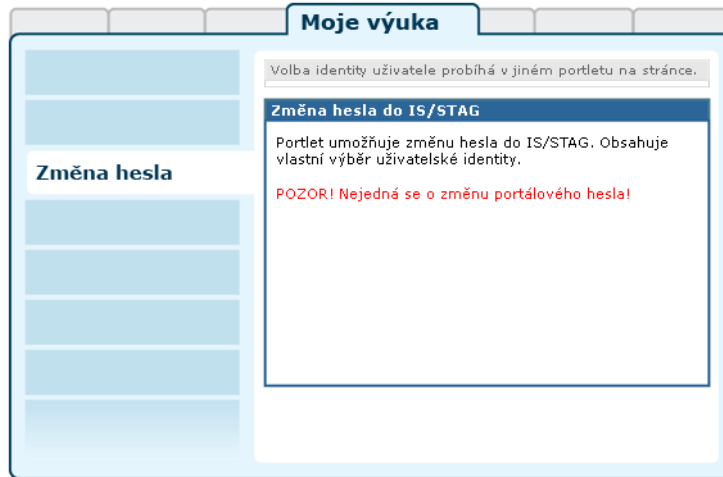 Moje výuka
Volba identity uživatele probíhá v jiném portletu na stránce.
Změna hesla do IS/STAG
Portlet umožňuje změnu hesla do IS/STAG. Obsahuje
vlastní výběr uživatelské identity.
Změna hesla
POZOR! Nejedná se o změnu portálového hesla!